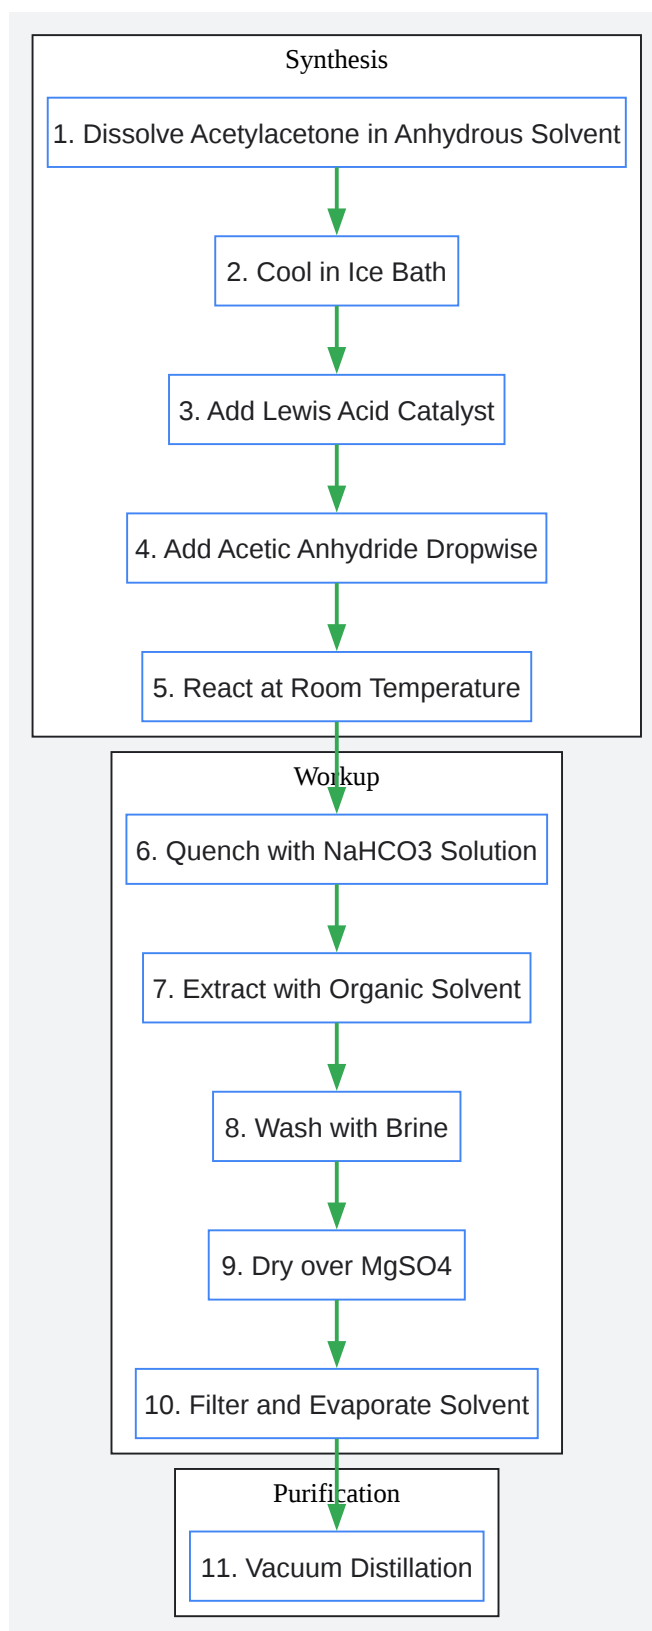 Synthesis
1. Dissolve Acetylacetone in Anhydrous Solvent
2. Cool in Ice Bath
3. Add Lewis Acid Catalyst
4. Add Acetic Anhydride Dropwise
5. React at Room Temperature
Workup
6. Quench with NaHCO3 Solution
7. Extract with Organic Solvent
8. Wash with Brine
9. Dry over MgSO4
10. Filter and Evaporate Solvent
Purification
11. Vacuum Distillation